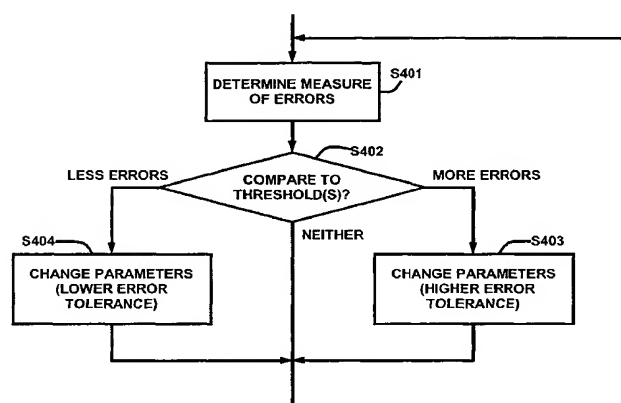 DETERMINE MEASURE
OF ERRORS
S401
S402
COMPARE TO
THRESHOLD(S)?
LESS ERRORS
MORE ERRORS
NEITHER
S404
CHANGE PARAMETERS
(LOWER ERROR
TOLERANCE)
S403
CHANGE PARAMETERS
(HIGHER ERROR
TOLERANCE)